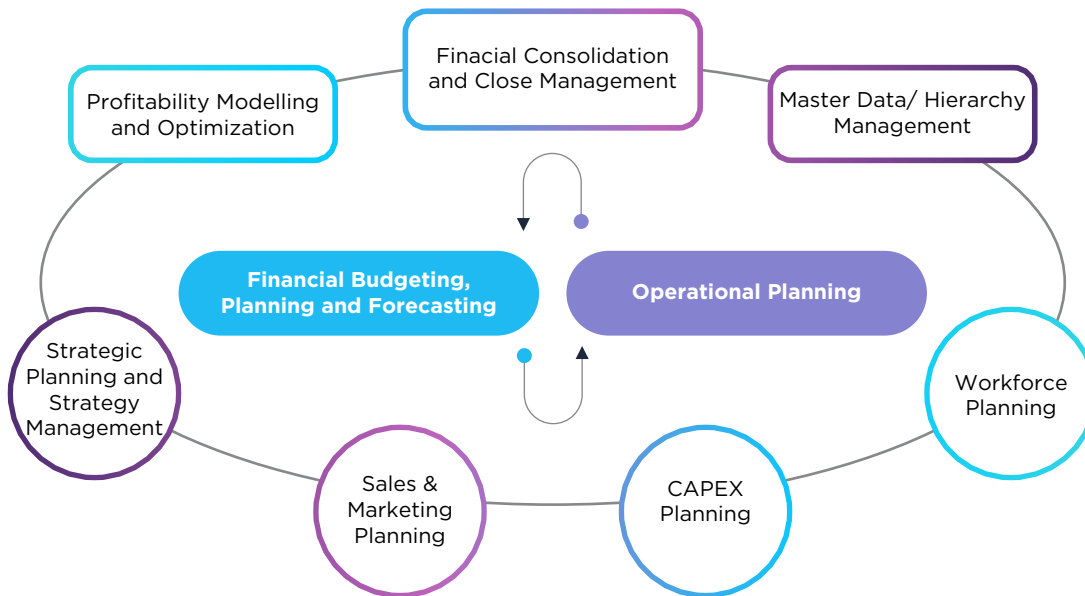 Finacial Consolidation
and Close Management
Profitability Modelling
and Optimization
Master Data/ Hierarchy
Management
Financial Budgeting,
Planning and Forecasting
Operational Planning
Strategic
Planning and
Strategy
Management
Workforce
Planning
Sales &
Marketing
Planning
CAPEX
Planning